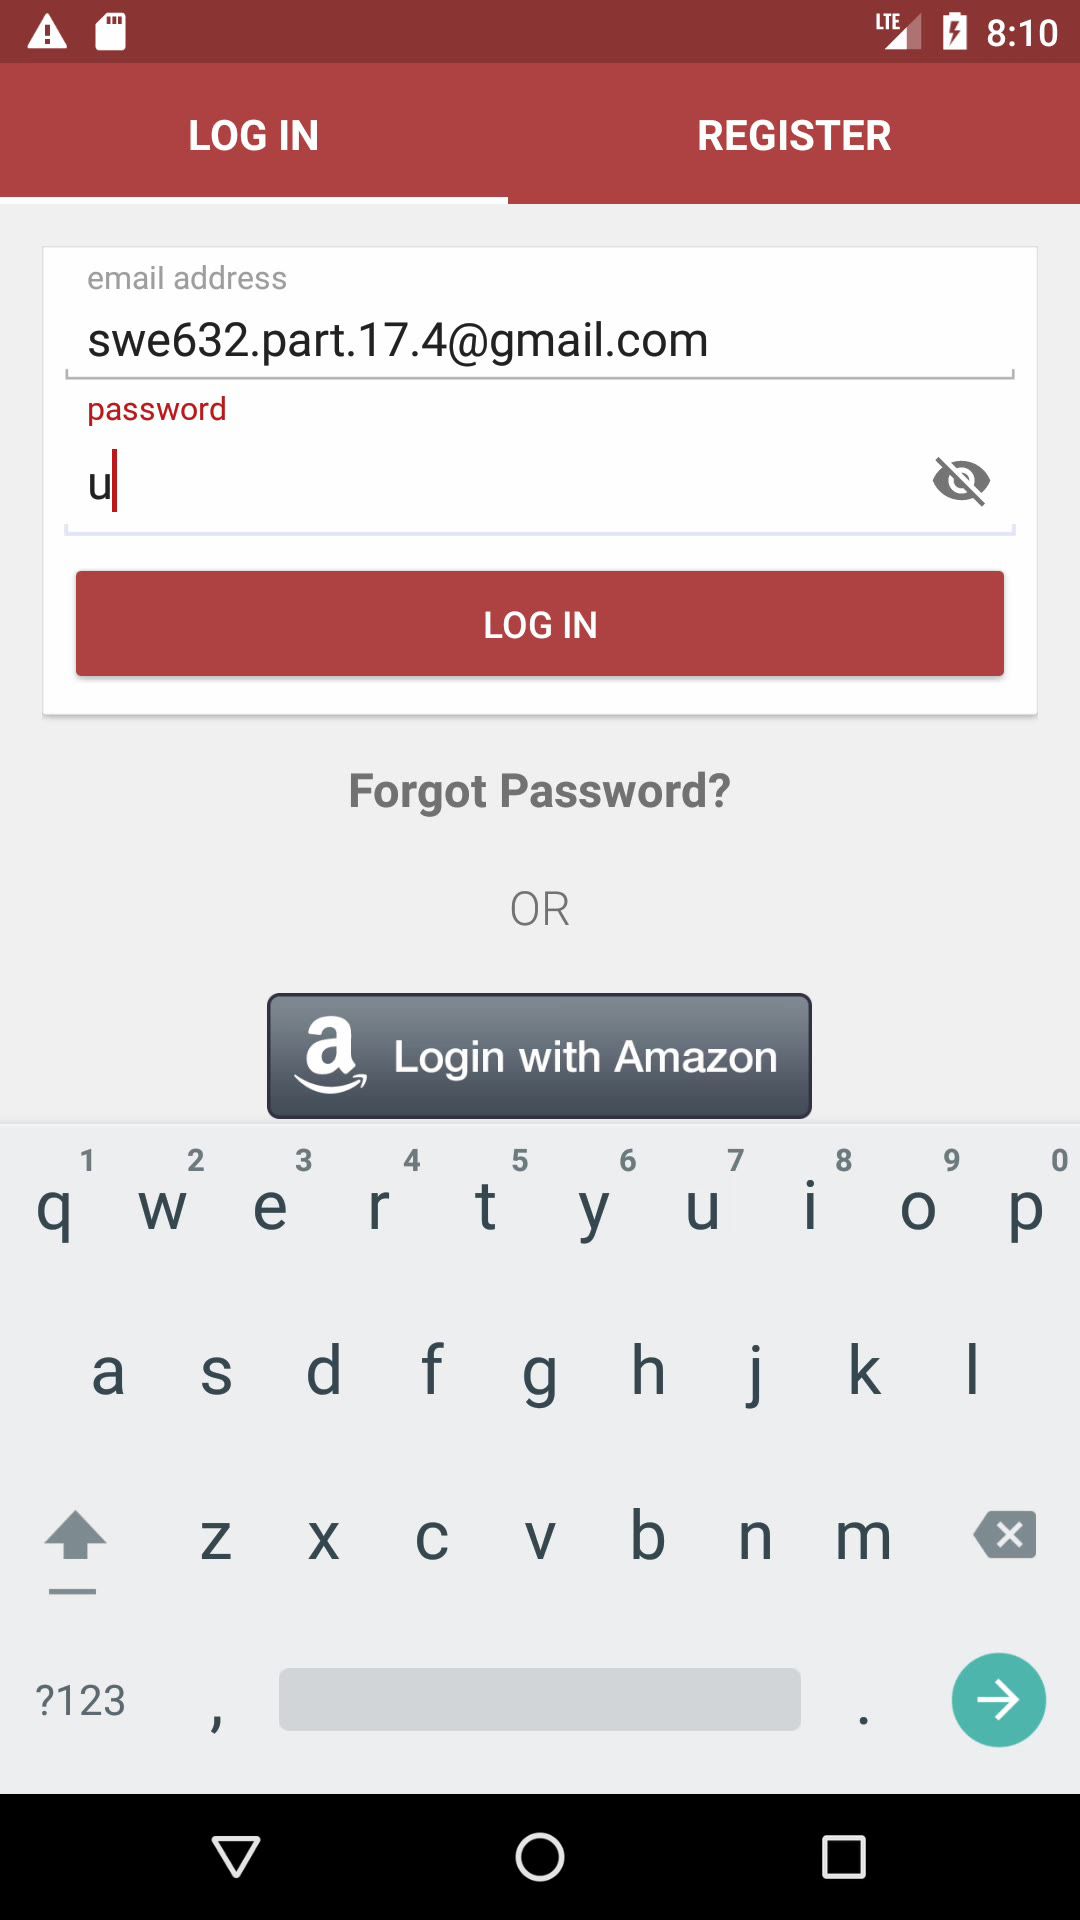 LTE 8:10
LOG IN REGISTER
email address
swe632.part.17.4@gmail.com
password
u
LOG IN
Forgot Password?
OR
a Login with Amazon
1 2 3 4 5 6 7 8 9 0
q w e r t y u i o p
a s d f g h j k l
z x c v b n m
?123 , .